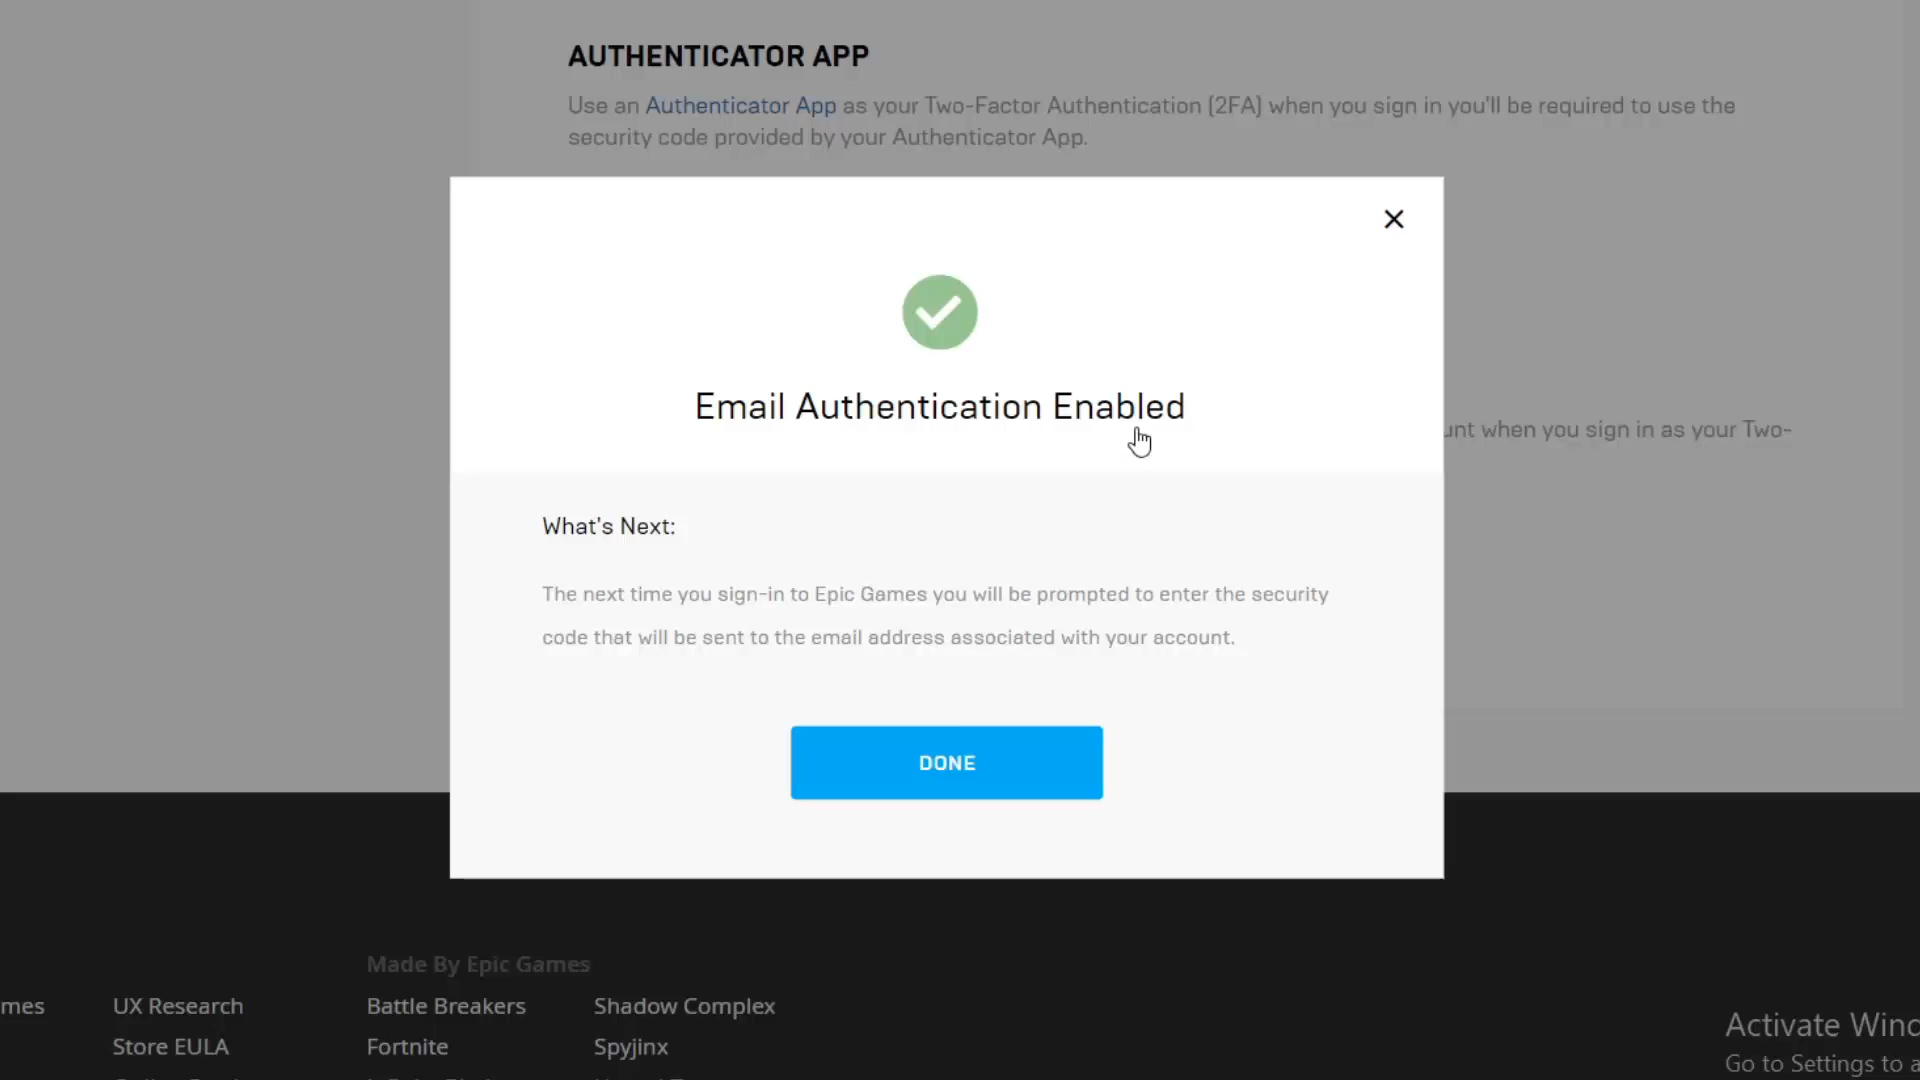 AUTHENTICATOR APP
Use an Authenticator App as your Two-Factor Authentication (2FA) when you sign in you'll be required to use the
security code provided by your Authenticator App.
Email Authentication Enabled
unt when you sign in as your Two-
What's Next:
The next time you sign-in to Epic Games you will be prompted to enter the security
code that will be sent to the email address associated with your account.
DONE
Made By Epic Games
mes UX Research Battle Breakers Shadow Complex
Store EULA Fortnite Spyjinx
Activate Wind
Go to Settings to a